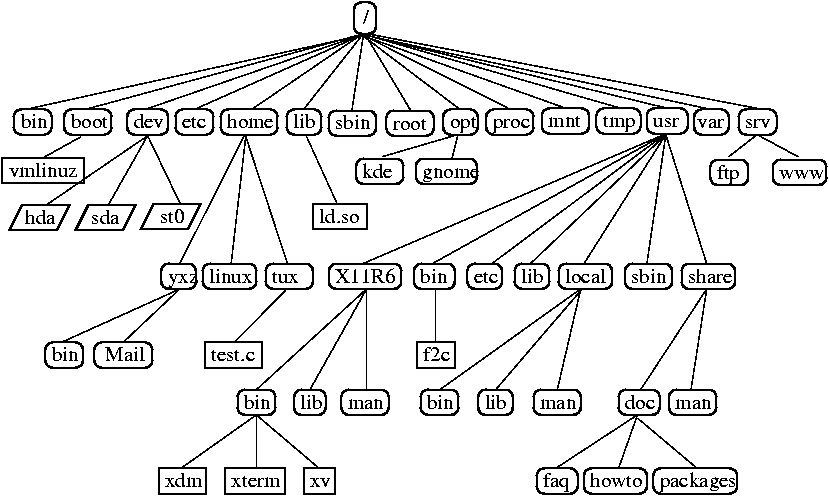 /
bin boot dev etc home lib sbin root opt proc mnt tmp usr var srv
vmlinuz kde gnome ftp www
hda sda st0 ld.so
yxz linux tux X11R6 bin etc lib local sbin share
bin Mail test.c f2c
bin lib man bin lib man doc man
xdm xterm xv faq howto packages